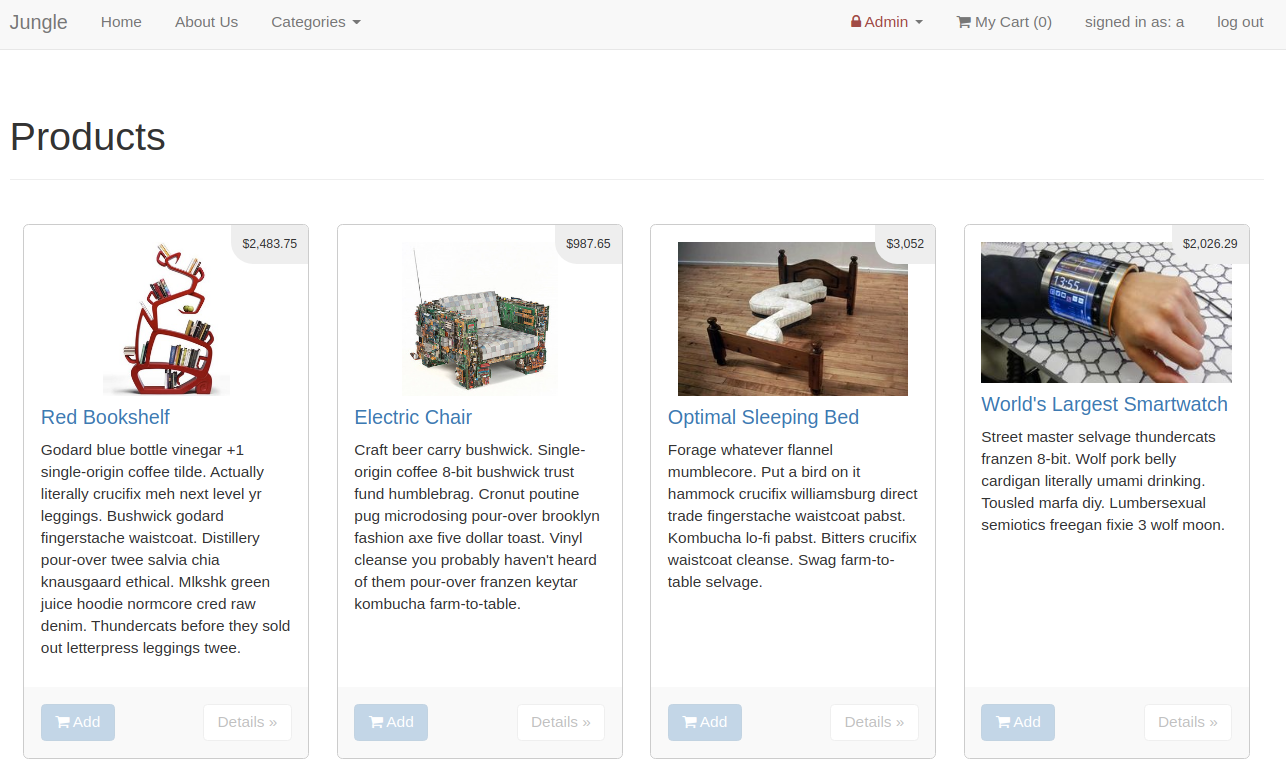 Jungle Home About Us Categories Admin My Cart (0) signed in as: a log out
Products
$2,483.75
Red Bookshelf
Godard blue bottle vinegar +1
single-origin coffee tilde. Actually
literally crucifix meh next level yr
leggings. Bushwick godard
fingerstache waistcoat. Distillery
pour-over twee salvia chia
knausgaard ethical. Mlkshk green
juice hoodie normcore cred raw
denim. Thundercats before they sold
out letterpress leggings twee.
Add Details »
$987.65
Electric Chair
Craft beer carry bushwick. Single-
origin coffee 8-bit bushwick trust
fund humblebrag. Cronut poutine
pug microdosing pour-over brooklyn
fashion axe five dollar toast. Vinyl
cleanse you probably haven't heard
of them pour-over franzen keytar
kombucha farm-to-table.
Add Details »
$3,052
Optimal Sleeping Bed
Forage whatever flannel
mumblecore. Put a bird on it
hammock crucifix williamsburg direct
trade fingerstache waistcoat pabst.
Kombucha lo-fi pabst. Bitters crucifix
waistcoat cleanse. Swag farm-to-
table selvage.
Add Details »
$2,026.29
13:55
World's Largest Smartwatch
Street master selvage thundercats
franzen 8-bit. Wolf pork belly
cardigan literally umami drinking.
Tousled marfa diy. Lumbersexual
semiotics freegan fixie 3 wolf moon.
Add Details »